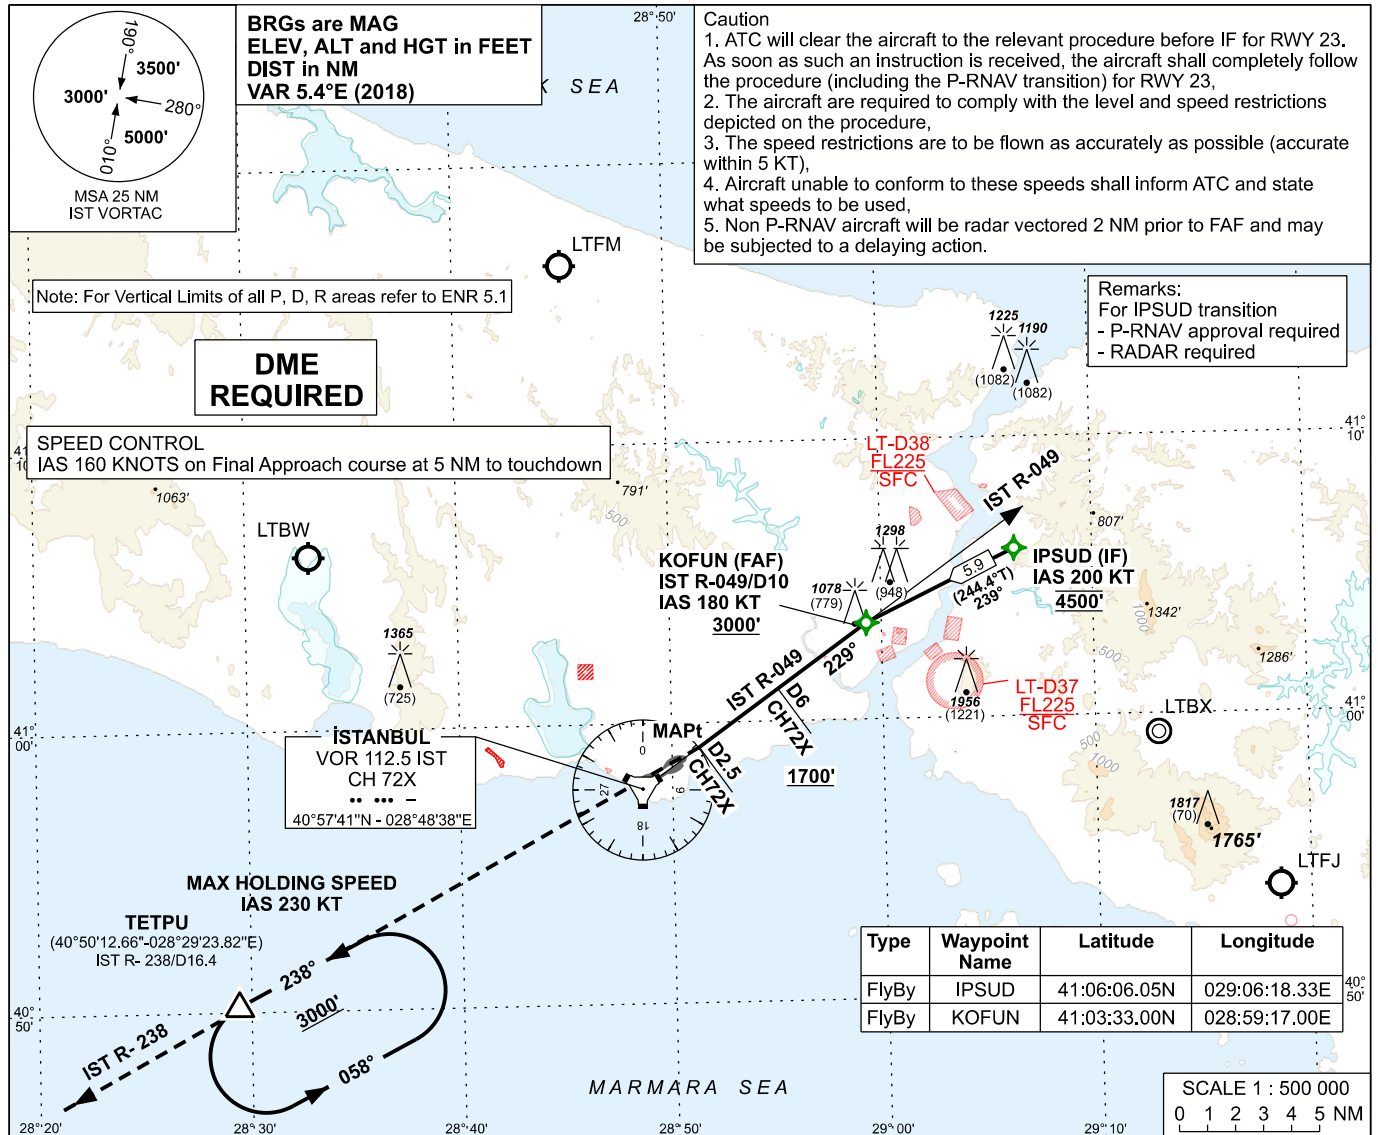 190°
3500'
3000'
280°
5000'
010°
MSA 25 NM
IST VORTAC
BRGs are MAG
ELEV, ALT and HGT in FEET
DIST in NM
VAR 5.4°E (2018)
K SEA
28°50'
Caution
1. ATC will clear the aircraft to the relevant procedure before IF for RWY 23.
As soon as such an instruction is received, the aircraft shall completely follow
the procedure (including the P-RNAV transition) for RWY 23,
2. The aircraft are required to comply with the level and speed restrictions
depicted on the procedure,
3. The speed restrictions are to be flown as accurately as possible (accurate
within 5 KT),
4. Aircraft unable to conform to these speeds shall inform ATC and state
what speeds to be used,
5. Non P-RNAV aircraft will be radar vectored 2 NM prior to FAF and may
be subjected to a delaying action.
LTFM
Note: For Vertical Limits of all P, D, R areas refer to ENR 5.1
Remarks:
For IPSUD transition
- P-RNAV approval required
- RADAR required
DME
REQUIRED
1225
1190
(1082)
(1082)
SPEED CONTROL
IAS 160 KNOTS on Final Approach course at 5 NM to touchdown
41°
10'
41°
10'
LT-D38
FL225
SFC
IST R-049
1063'
791'
500
807'
LTBW
1298
(948)
KOFUN (FAF)
IST R-049/D10
IAS 180 KT
3000'
1078
(779)
5.9
(244.4°T)
239°
IPSUD (IF)
IAS 200 KT
4500'
1000
1342'
500
1286'
1365
(725)
IST R-049
229°
D6
CH72X
1700'
1956
(1221)
LT-D37
FL225
SFC
LTBX
41°
00'
41°
00'
500
1000
MAPt
D2.5
CH72X
0
9
18
27
İSTANBUL
VOR 112.5 IST
CH 72X
40°57'41"N - 028°48'38"E
1817
(70)
1765'
LTFJ
MAX HOLDING SPEED
IAS 230 KT
TETPU
(40°50'12.66"-028°29'23.82"E)
IST R- 238/D16.4
238°
3000'
058°
IST R- 238
40°
50'
40°
50'
Type Waypoint Name Latitude Longitude
FlyBy IPSUD 41:06:06.05N 029:06:18.33E
FlyBy KOFUN 41:03:33.00N 028:59:17.00E
MARMARA SEA
SCALE 1 : 500 000
0 1 2 3 4 5 NM
28°20' 28°30' 28°40' 28°50' 29°00' 29°10'